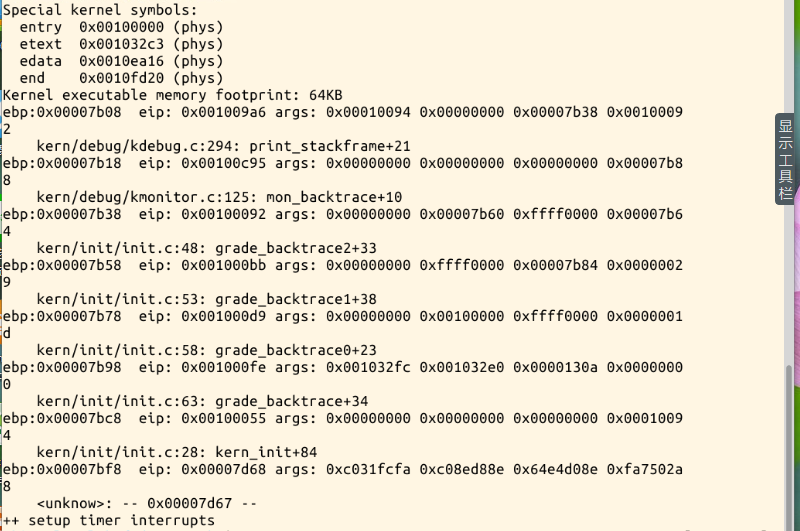 Special kernel symbols:
  entry  0x00100000 (phys)
  etext  0x001032c3 (phys)
  edata  0x0010ea16 (phys)
  end    0x0010fd20 (phys)
Kernel executable memory footprint: 64KB
ebp:0x00007b08  eip: 0x001009a6 args: 0x00010094 0x00000000 0x00007b38 0x0010009
2
    kern/debug/kdebug.c:294: print_stackframe+21
ebp:0x00007b18  eip: 0x00100c95 args: 0x00000000 0x00000000 0x00000000 0x00007b8
8
    kern/debug/kmonitor.c:125: mon_backtrace+10
ebp:0x00007b38  eip: 0x00100092 args: 0x00000000 0x00007b60 0xffff0000 0x00007b6
4
    kern/init/init.c:48: grade_backtrace2+33
ebp:0x00007b58  eip: 0x001000bb args: 0x00000000 0xffff0000 0x00007b84 0x0000002
9
    kern/init/init.c:53: grade_backtrace1+38
ebp:0x00007b78  eip: 0x001000d9 args: 0x00000000 0x00100000 0xffff0000 0x0000001
d
    kern/init/init.c:58: grade_backtrace0+23
ebp:0x00007b98  eip: 0x001000fe args: 0x001032fc 0x001032e0 0x0000130a 0x0000000
0
    kern/init/init.c:63: grade_backtrace+34
ebp:0x00007bc8  eip: 0x00100055 args: 0x00000000 0x00000000 0x00000000 0x0001009
4
    kern/init/init.c:28: kern_init+84
ebp:0x00007bf8  eip: 0x00007d68 args: 0xc031fcfa 0xc08ed88e 0x64e4d08e 0xfa7502a
8
    <unknow>: -- 0x00007d67 --
++ setup timer interrupts
显示工具栏